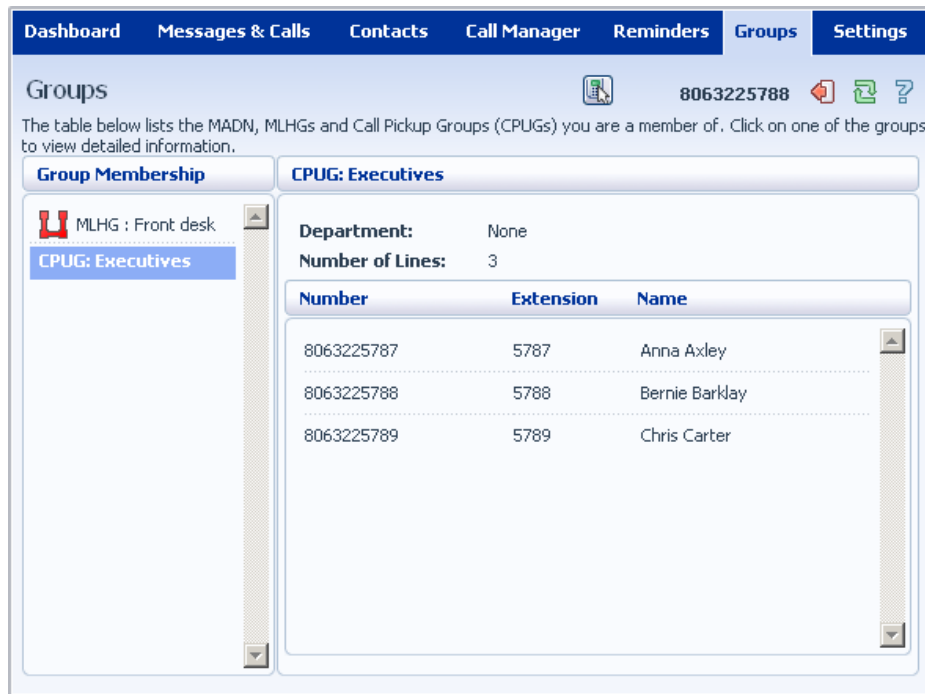 Dashboard Messages & Calls Contacts Call Manager Reminders Groups Settings
Groups 8063225788
The table below lists the MADN, MLHGs and Call Pickup Groups (CPUGs) you are a member of. Click on one of the groups
to view detailed information.
Group Membership
MLHG : Front desk
CPUG: Executives
CPUG: Executives
Department: None
Number of Lines: 3
Number Extension Name
8063225787 5787 Anna Axley
8063225788 5788 Bernie Barklay
8063225789 5789 Chris Carter